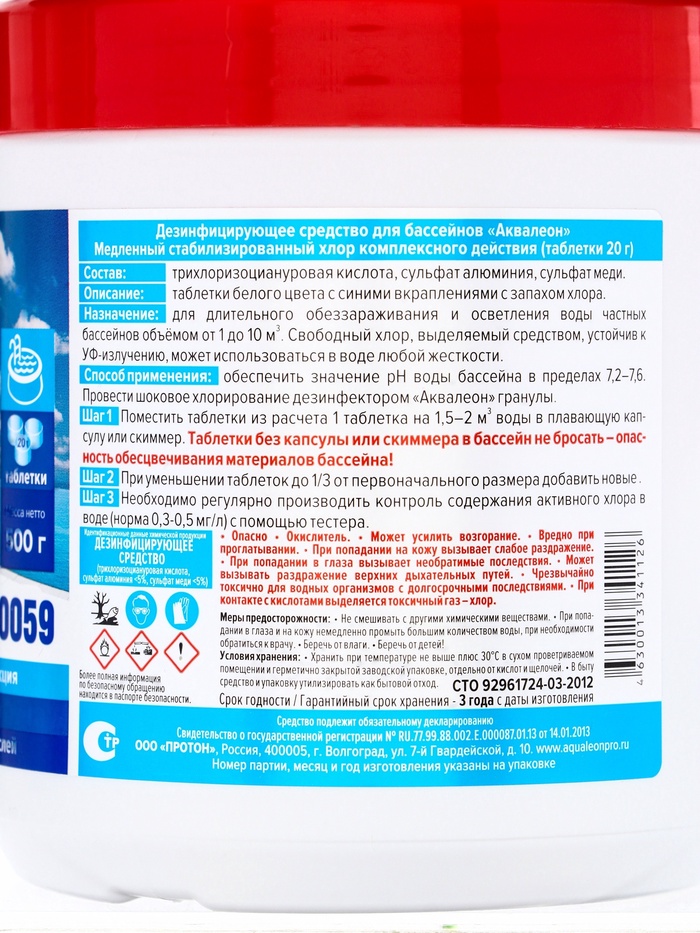 Дезинфицирующее средство для бассейнов «Аквалеон»
Медленный стабилизированный хлор комплексного действия (таблетки 20 г)
Состав: трихлоризоциануровая кислота, сульфат алюминия, сульфат меди.
Описание: таблетки белого цвета с синими вкраплениями с запахом хлора.
Назначение: для длительного обеззараживания и осветления воды частных
бассейнов объёмом от 1 до 10 м³. Свободный хлор, выделяемый средством, устойчив к
УФ-излучению, может использоваться в воде любой жесткости.
Способ применения: обеспечить значение pH воды бассейна в пределах 7,2–7,6.
Провести шоковое хлорирование дезинфектором «Аквалеон» гранулы.
Шаг 1 Поместить таблетки из расчета 1 таблетка на 1,5–2 м³ воды в плавающую кап-
сулу или скиммер. Таблетки без капсулы или скиммера в бассейн не бросать – опас-
ность обесцвечивания материалов бассейна!
Шаг 2 При уменьшении таблеток до 1/3 от первоначального размера добавить новые.
Шаг 3 Необходимо регулярно производить контроль содержания активного хлора в
воде (норма 0,3-0,5 мг/л) с помощью тестера.
Идентификационные данные химической продукции
ДЕЗИНФИЦИРУЮЩЕЕ
СРЕДСТВО
(трихлоризоциануровая кислота,
сульфат алюминия <5%, сульфат меди <5%)
Более полная информация
по безопасному обращению
находится в паспорте безопасности.
• Опасно • Окислитель. • Может усилить возгорание. • Вредно при
проглатывании. • При попадании на кожу вызывает слабое раздражение.
• При попадании в глаза вызывает необратимые последствия. • Может
вызывать раздражение верхних дыхательных путей. • Чрезвычайно
токсично для водных организмов с долгосрочными последствиями. • При
контакте с кислотами выделяется токсичный газ – хлор.
Меры предосторожности: • Не смешивать с другими химическими веществами. • При попа-
дании в глаза и на кожу немедленно промыть большим количеством воды, при необходимости
обратиться к врачу. • Беречь от влаги. • Беречь от детей!
Условия хранения: • Хранить при температуре не выше плюс 30°С в сухом проветриваемом
помещении и герметично закрытой заводской упаковке, отдельно от кислот и щелочей. • В быту
средство и упаковку утилизировать как бытовой отход. СТО 92961724-03-2012
Срок годности / Гарантийный срок хранения - 3 года с даты изготовления
4 630013 341126
Средство подлежит обязательному декларированию
Свидетельство о государственной регистрации № RU.77.99.88.002.E.000087.01.13 от 14.01.2013
ООО «ПРОТОН», Россия, 400005, г. Волгоград, ул. 7-й Гвардейской, д. 10. www.aqualeonpro.ru
Номер партии, месяц и год изготовления указаны на упаковке
СТР
20 г
таблетки
нетто
500 г
0059